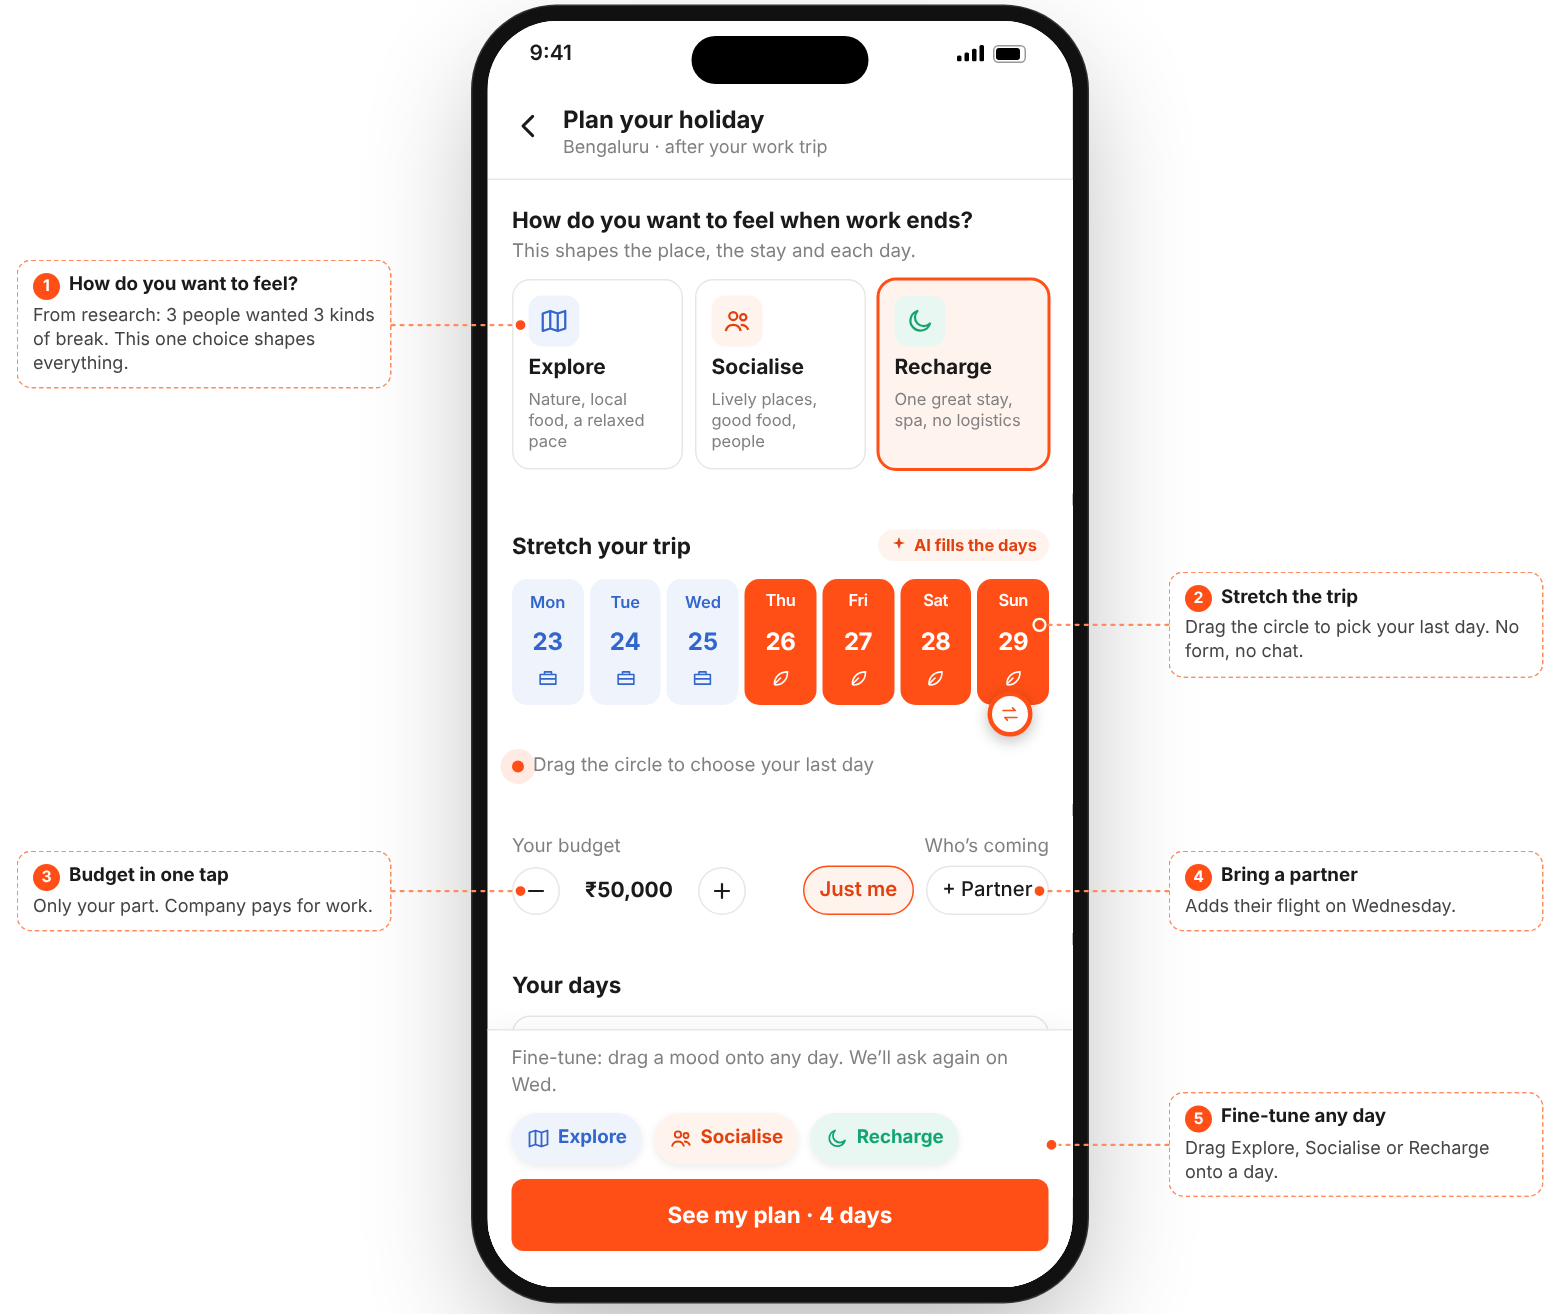 9:41
Plan your holiday
Bengaluru · after your work trip
How do you want to feel when work ends?
This shapes the place, the stay and each day.
1 How do you want to feel?
From research: 3 people wanted 3 kinds
of break. This one choice shapes
everything.
Explore
Nature, local
food, a relaxed
pace
Socialise
Lively places,
good food,
people
Recharge
One great stay,
spa, no logistics
Stretch your trip
AI fills the days
Mon
23
Tue
24
Wed
25
Thu
26
Fri
27
Sat
28
Sun
29
2 Stretch the trip
Drag the circle to pick your last day. No
form, no chat.
Drag the circle to choose your last day
3 Budget in one tap
Only your part. Company pays for work.
Your budget
− ₹50,000 +
Who’s coming
Just me
+ Partner
4 Bring a partner
Adds their flight on Wednesday.
Your days
Fine-tune: drag a mood onto any day. We’ll ask again on
Wed.
Explore
Socialise
Recharge
5 Fine-tune any day
Drag Explore, Socialise or Recharge
onto a day.
See my plan · 4 days